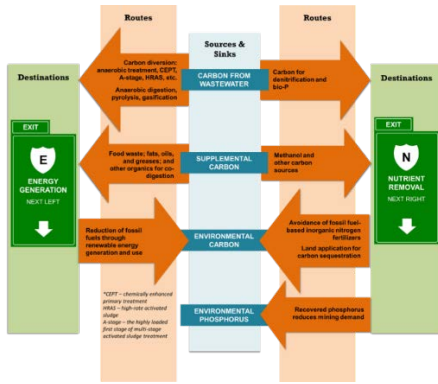 Routes
Routes
Sources &
Sinks
Destinations
Destinations
Carbon diversion:
anaerobic treatment, CEPT,
A-stage, HRAS, etc.
Anaerobic digestion,
pyrolysis, gasification
CARBON FROM
WASTEWATER
Carbon for
denitrification and
bio-P
EXIT
E
ENERGY
GENERATION
NEXT LEFT
EXIT
N
NUTRIENT
REMOVAL
NEXT RIGHT
Food waste; fats, oils,
and greases; and
other organics for co-
digestion
SUPPLEMENTAL
CARBON
Methanol and
other carbon
sources
Reduction of fossil
fuels through
renewable energy
generation and use
ENVIRONMENTAL
CARBON
Avoidance of fossil fuel-
based inorganic nitrogen
fertilizers
Land application for
carbon sequestration
*CEPT – chemically enhanced
primary treatment
HRAS – high-rate activated
sludge
A-stage – the highly loaded
first stage of multi-stage
activated sludge treatment
ENVIRONMENTAL
PHOSPHORUS
Recovered phosphorus
reduces mining demand